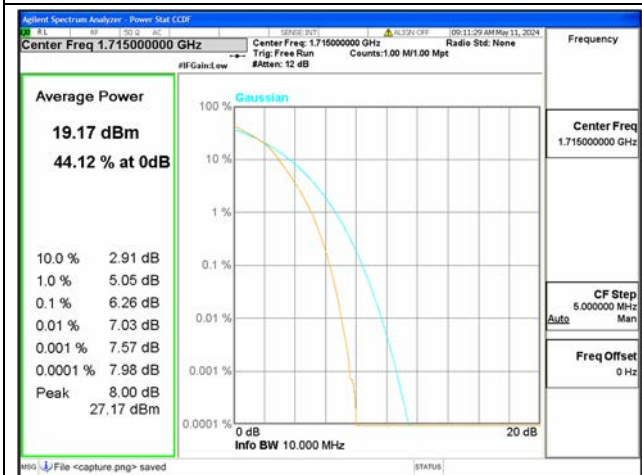 Agilent Spectrum Analyzer - Power Stat CCDF
RL RF 50 Ω AC SENSE:INT ALIGN OFF 09:11:29 AM May 11, 2024
Center Freq 1.715000000 GHz
Center Freq: 1.715000000 GHz Radio Std: None
Trig: Free Run Counts:1.00 M/1.00 Mpt
#IFGain:Low #Atten: 12 dB
Frequency
Average Power
19.17 dBm
44.12 % at 0dB
10.0 % 2.91 dB
1.0 % 5.05 dB
0.1 % 6.26 dB
0.01 % 7.03 dB
0.001 % 7.57 dB
0.0001 % 7.98 dB
Peak 8.00 dB
27.17 dBm
Gaussian
100 %
10 %
1 %
0.1 %
0.01 %
0.001 %
0.0001 %
0 dB 20 dB
Info BW 10.000 MHz
Center Freq
1.715000000 GHz
CF Step
5.000000 MHz
Auto Man
Freq Offset
0 Hz
MSG File <capture.png> saved STATUS